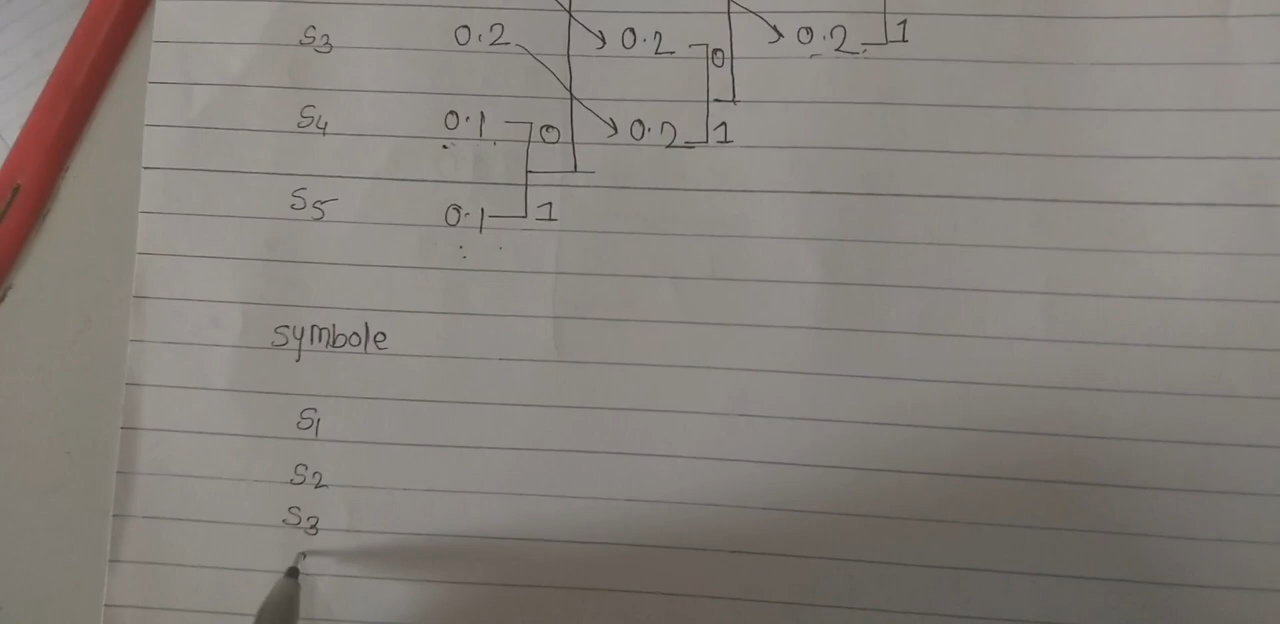 S3 0.2 0.2 0 0.2 1
S4 0.1 0 0.2 1
S5 0.1 1
symbole
S1
S2
S3